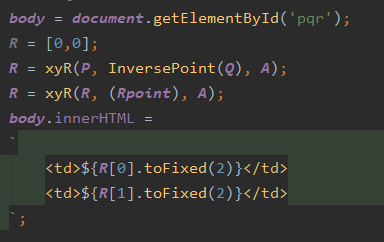 body = document.getElementById('pqr');
R = [0,0];
R = xyR(P, InversePoint(Q), A);
R = xyR(R, (Rpoint), A);
body.innerHTML =
`
<td>${R[0].toFixed(2)}</td>
<td>${R[1].toFixed(2)}</td>
`;